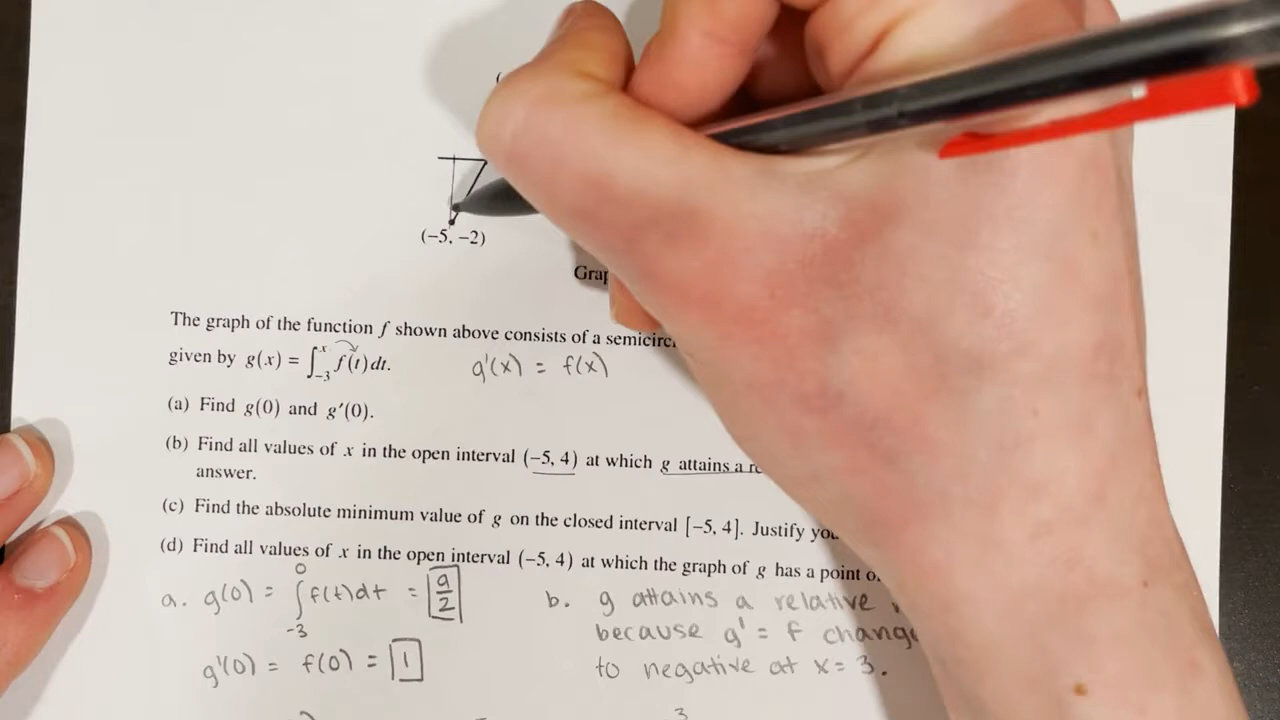 (−5, −2)
The graph of the function f shown above consists of a
given by g(x) = ∫_{−3}^{x} f(t) dt. g'(x) = f(x)
(a) Find g(0) and g′(0).
(b) Find all values of x in the open interval (−5, 4) at which g attains a
answer.
(c) Find the absolute minimum value of g on the closed interval [−5, 4]. Justify
(d) Find all values of x in the open interval (−5, 4) at which the graph of g has a point
a. g(0) = ∫_{-3}^{0} f(t)dt = 9/2
g'(0) = f(0) = 1
b. g attains a relative
because g' = f
to negative at x = 3.
3